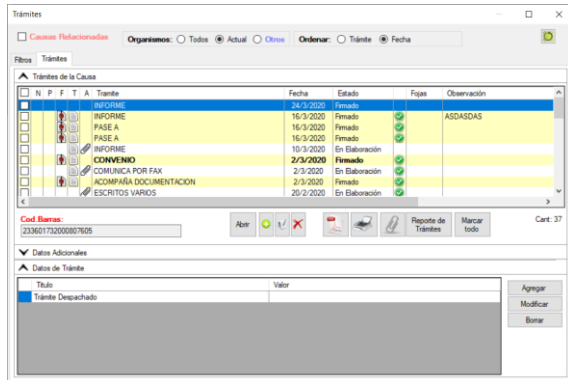 Trámites
Causas Relacionadas Organismos: Todos Actual Otros Ordenar: Trámite Fecha
Filtros Trámites
Trámites de la Causa
N P F T A Tramite Fecha Estado Fojas Observación
INFORME 24/3/2020 Firmado
INFORME 16/3/2020 Firmado ASDASDAS
PASE A 16/3/2020 Firmado
PASE A 16/3/2020 Firmado
INFORME 10/3/2020 En Elaboración
CONVENIO 2/3/2020 Firmado
COMUNICA POR FAX 2/3/2020 En Elaboración
ACOMPAÑA DOCUMENTACION 2/3/2020 Firmado
ESCRITOS VARIOS 20/2/2020 En Elaboración
Cod.Barras:
233601732000807605
Abrir
Reporte de Trámites
Marcar todo
Cant: 37
Datos Adicionales
Datos de Trámite
Título Valor
Trámite Despachado
Agregar
Modificar
Borrar